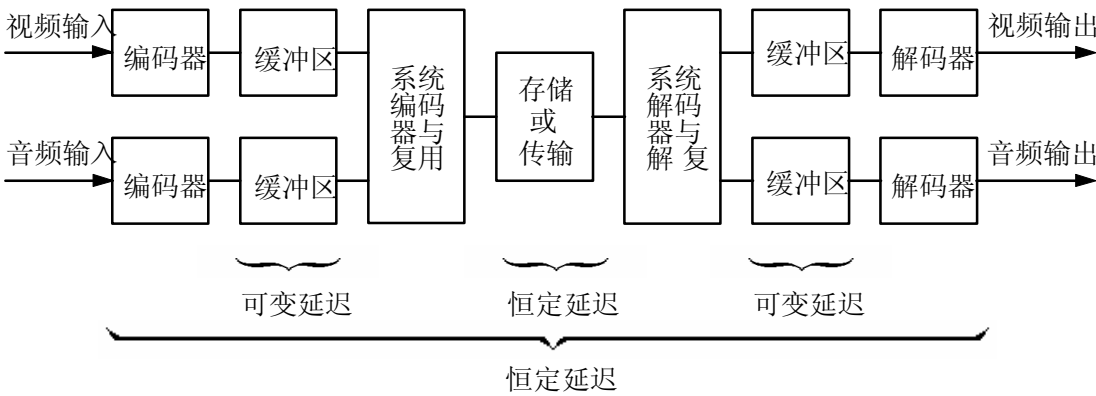 视频输入
编码器
缓冲区
系统
编码
器与
复用
存储
或
传输
系统
解码
器与
解 复
缓冲区
解码器
视频输出
音频输入
编码器
缓冲区
缓冲区
解码器
音频输出
可变延迟
恒定延迟
可变延迟
恒定延迟